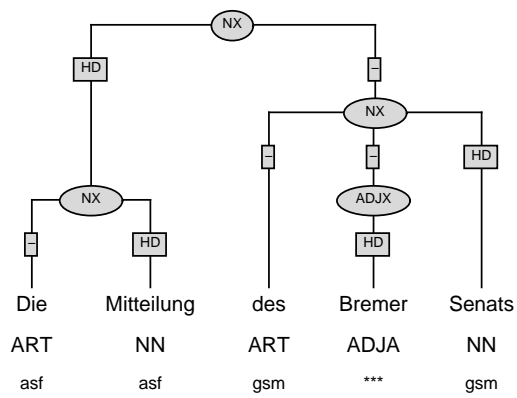 NX
HD –
NX
– – HD
NX ADJX
– HD HD
Die Mitteilung des Bremer Senats
ART NN ART ADJA NN
asf asf gsm *** gsm